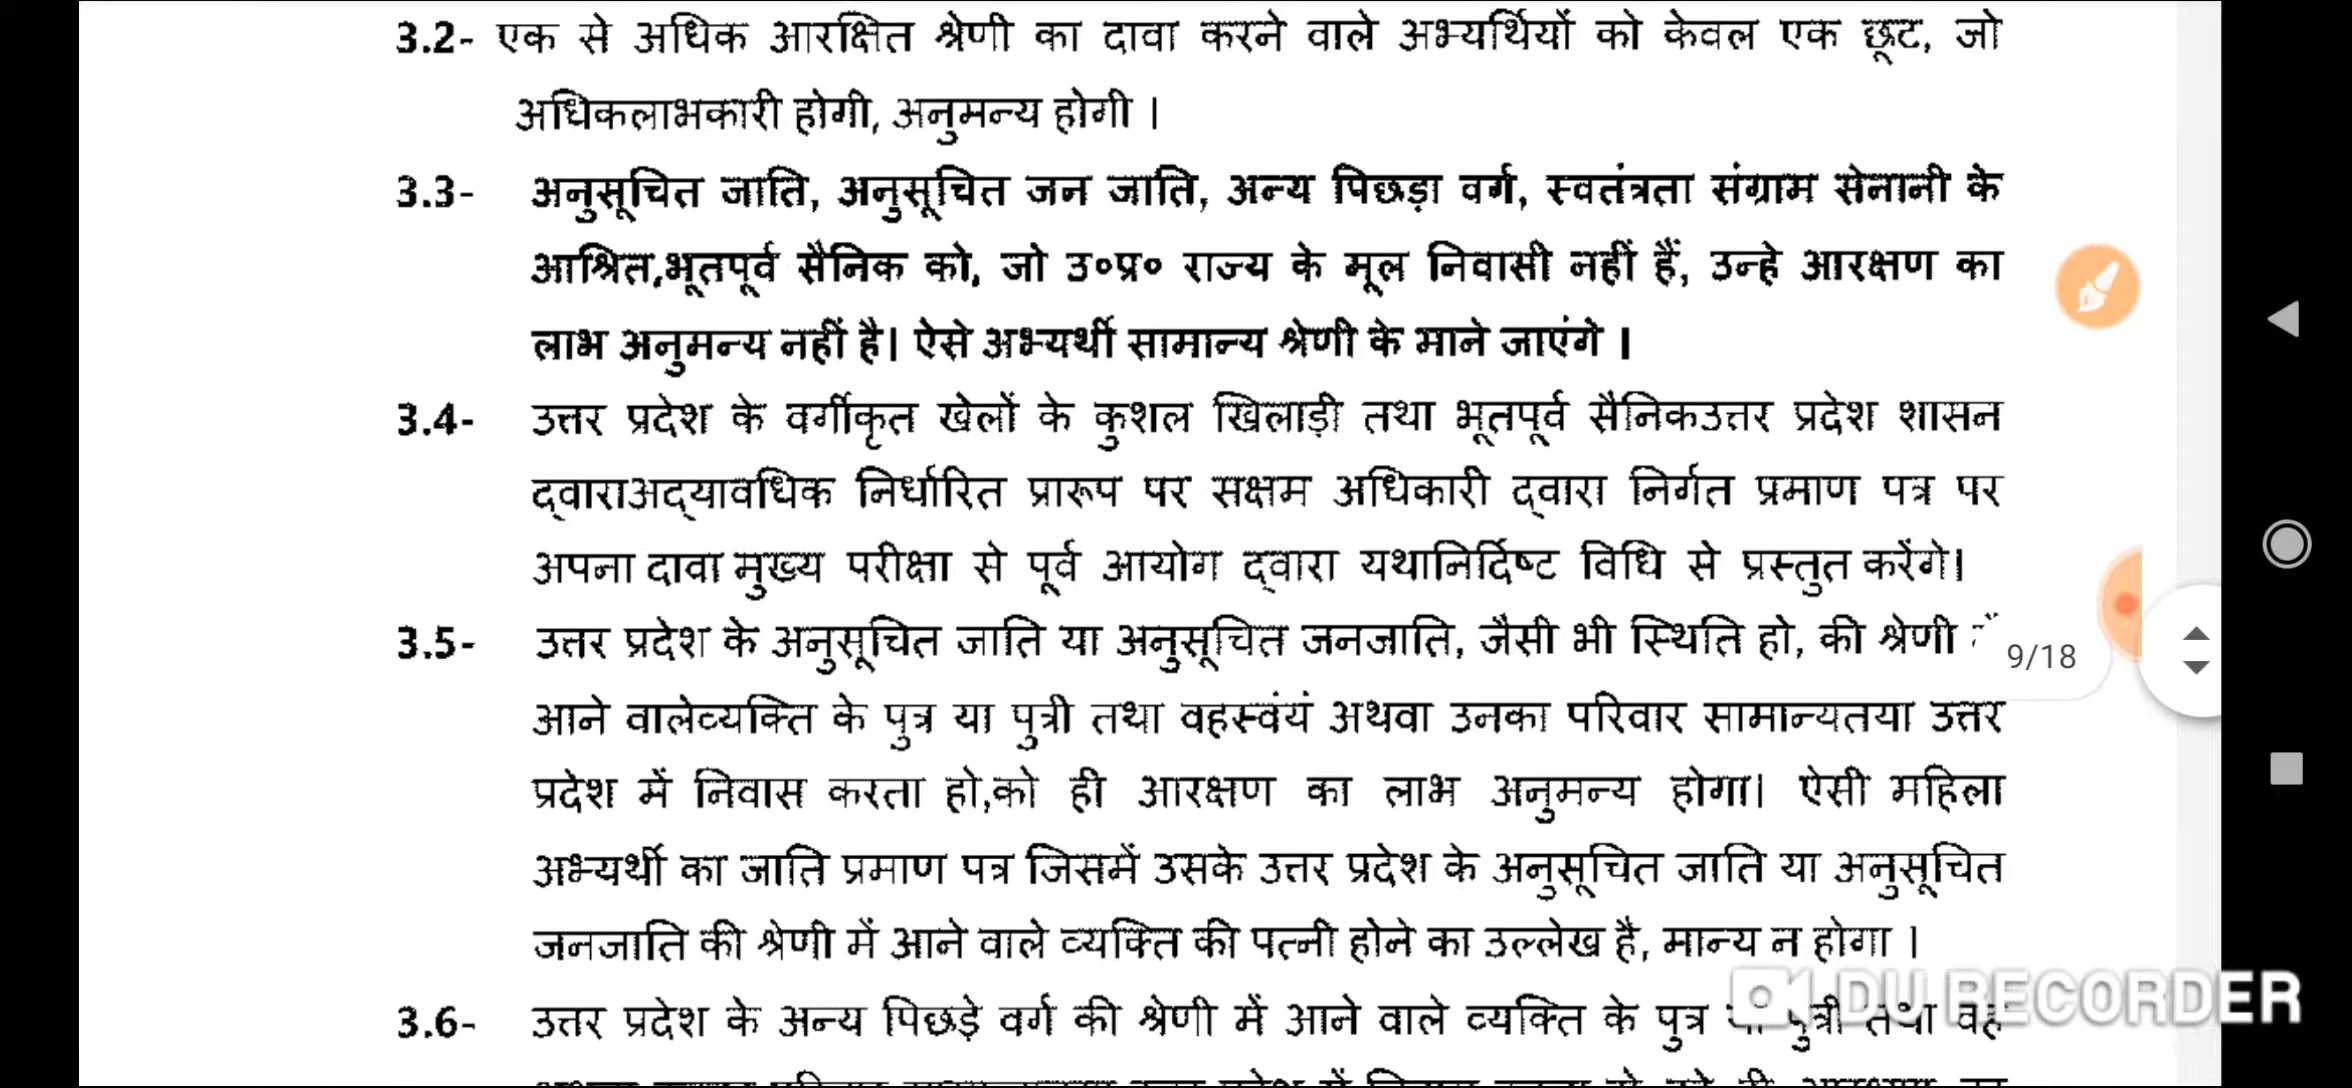 3.2- एक से अधिक आरक्षित श्रेणी का दावा करने वाले अभ्यर्थियों को केवल एक छूट, जो
अधिकलाभकारी होगी, अनुमन्य होगी ।
3.3- अनुसूचित जाति, अनुसूचित जन जाति, अन्य पिछड़ा वर्ग, स्वतंत्रता संग्राम सेनानी के
आश्रित,भूतपूर्व सैनिक को, जो उ०प्र० राज्य के मूल निवासी नहीं हैं, उन्हे आरक्षण का
लाभ अनुमन्य नहीं है। ऐसे अभ्यर्थी सामान्य श्रेणी के माने जाएंगे ।
3.4- उत्तर प्रदेश के वर्गीकृत खेलों के कुशल खिलाड़ी तथा भूतपूर्व सैनिकउत्तर प्रदेश शासन
द्वाराअद्यावधिक निर्धारित प्रारूप पर सक्षम अधिकारी द्वारा निर्गत प्रमाण पत्र पर
अपना दावा मुख्य परीक्षा से पूर्व आयोग द्वारा यथानिर्दिष्ट विधि से प्रस्तुत करेंगे।
3.5- उत्तर प्रदेश के अनुसूचित जाति या अनुसूचित जनजाति, जैसी भी स्थिति हो, की श्रेणी
9/18
आने वालेव्यक्ति के पुत्र या पुत्री तथा वहस्वंयं अथवा उनका परिवार सामान्यतया उत्तर
प्रदेश में निवास करता हो,को ही आरक्षण का लाभ अनुमन्य होगा। ऐसी महिला
अभ्यर्थी का जाति प्रमाण पत्र जिसमें उसके उत्तर प्रदेश के अनुसूचित जाति या अनुसूचित
जनजाति की श्रेणी में आने वाले व्यक्ति की पत्नी होने का उल्लेख है, मान्य न होगा ।
DU RECORDER
3.6- उत्तर प्रदेश के अन्य पिछड़े वर्ग की श्रेणी में आने वाले व्यक्ति के पुत्र पुत्री तथा वह